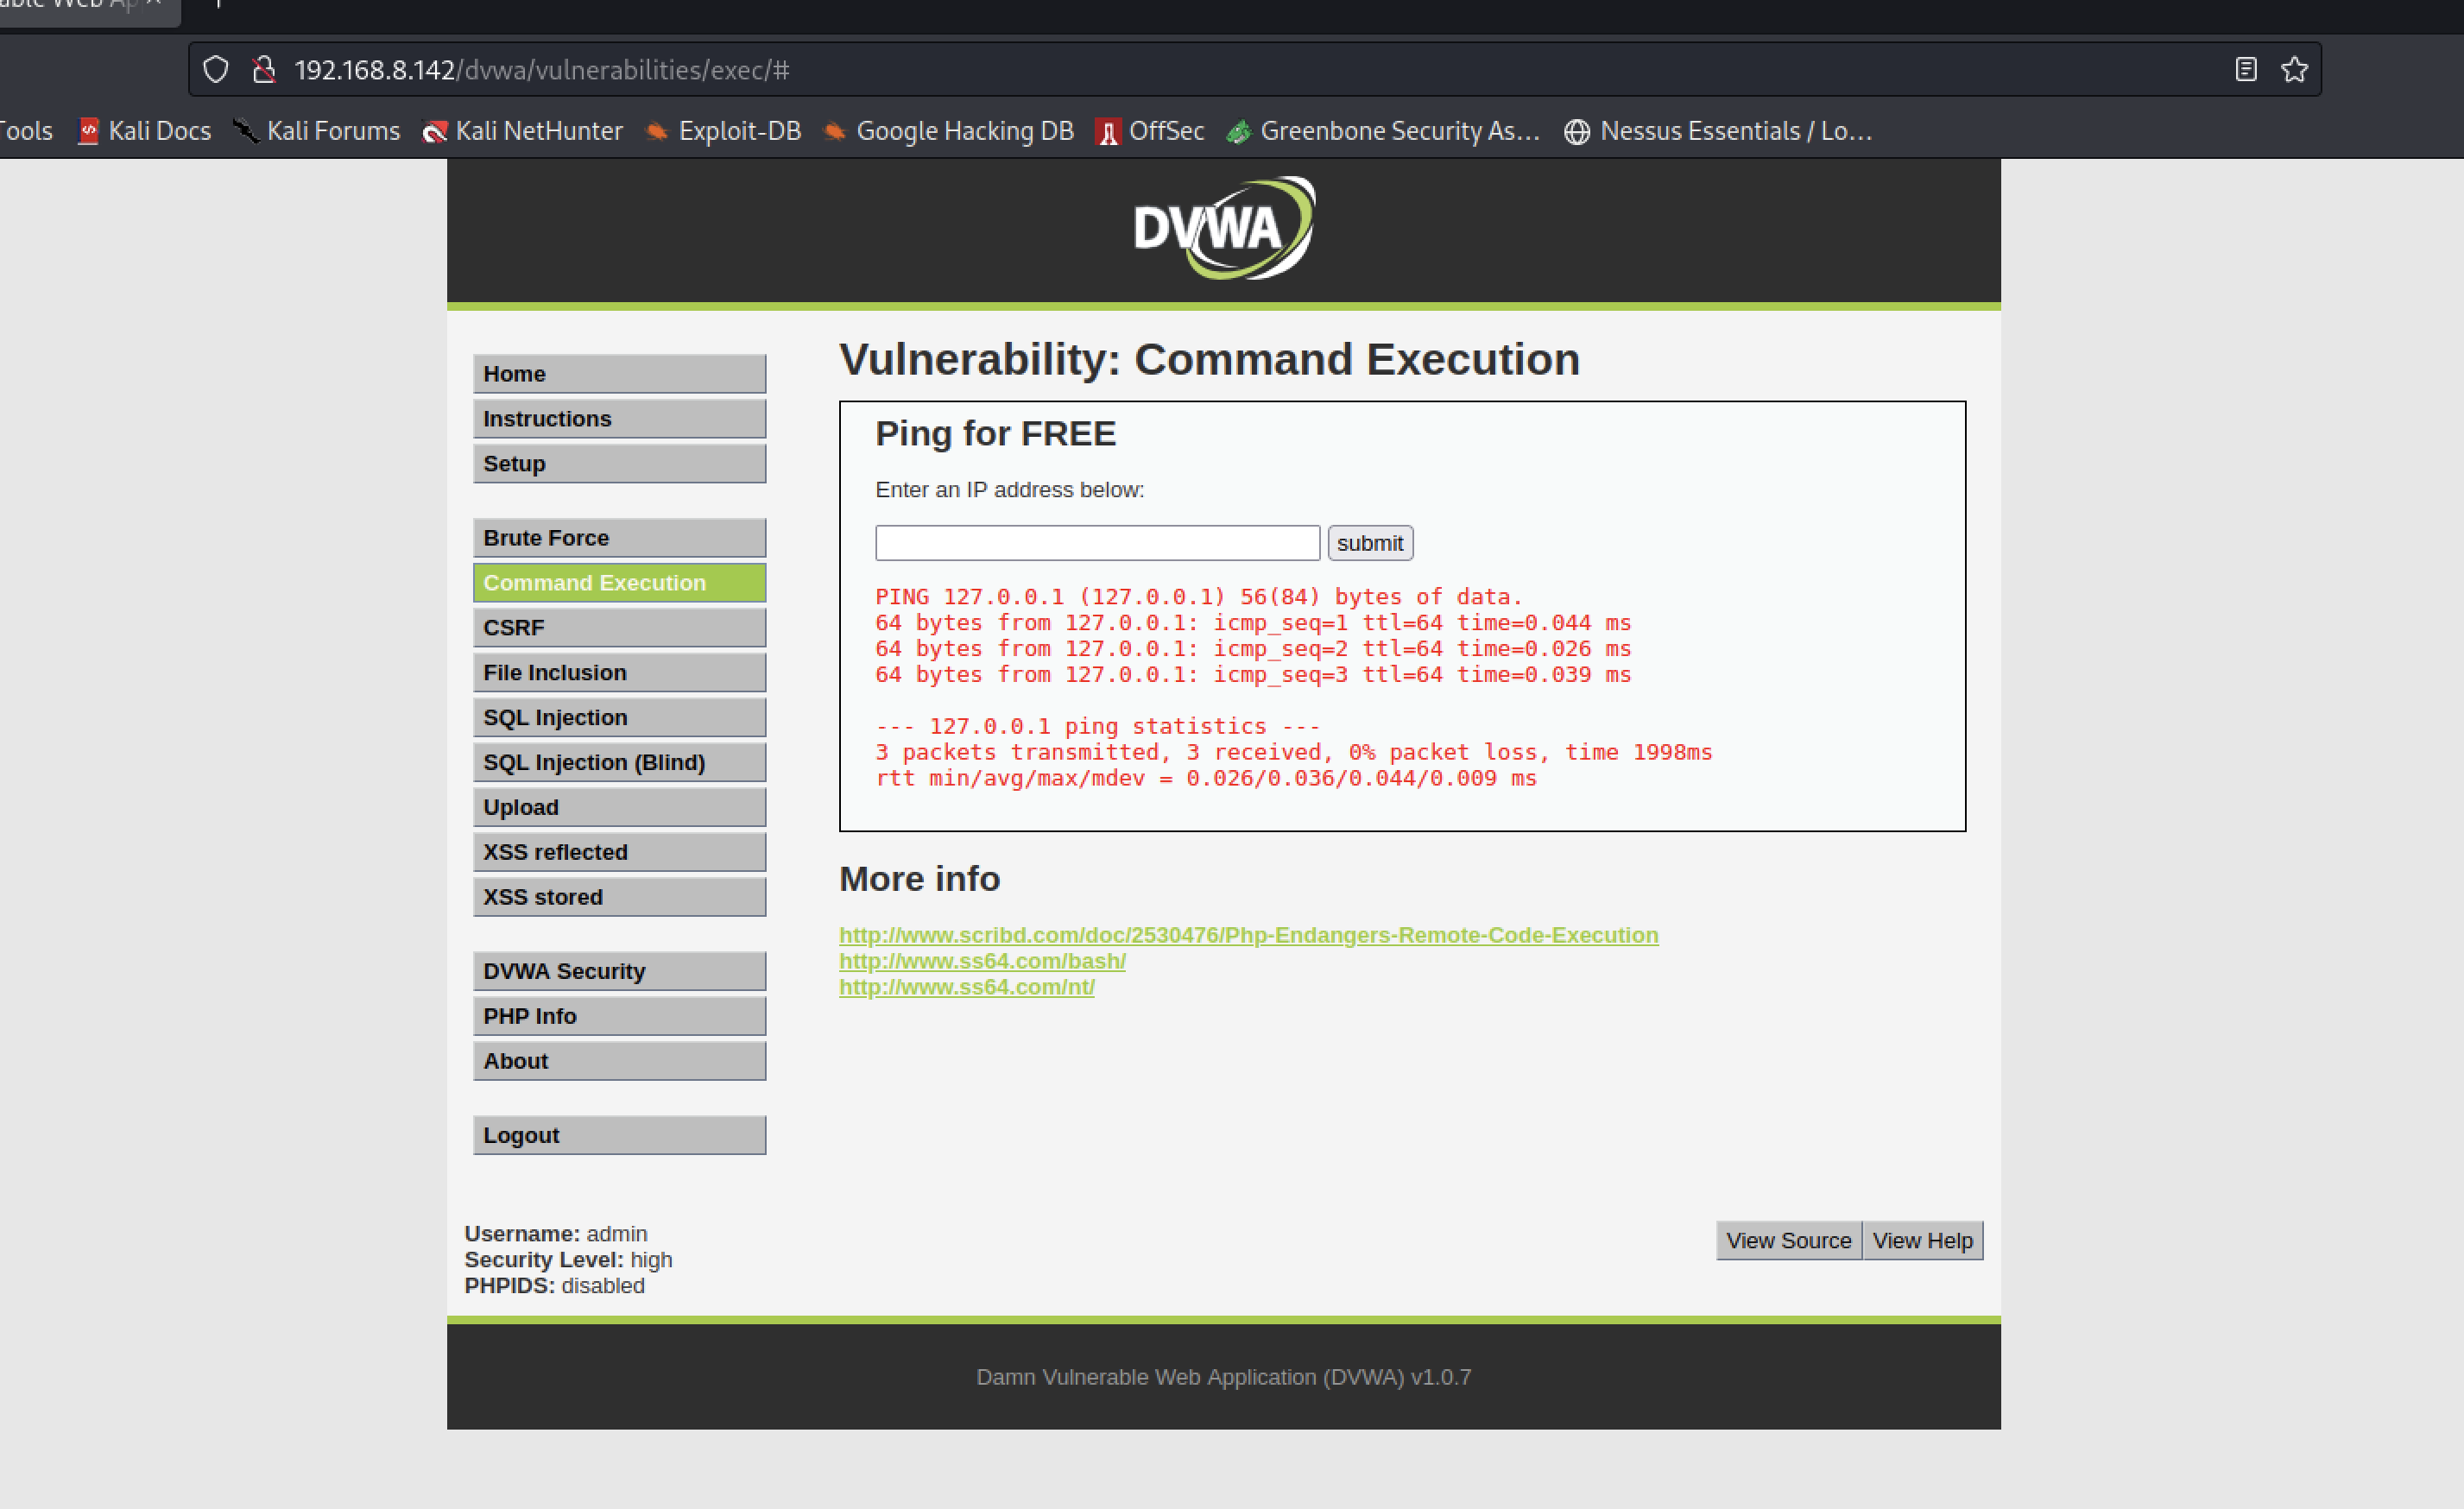 192.168.8.142/dvwa/vulnerabilities/exec/#
Tools Kali Docs Kali Forums Kali NetHunter Exploit-DB Google Hacking DB OffSec Greenbone Security As... Nessus Essentials / Lo...
DVWA
Home
Instructions
Setup
Brute Force
Command Execution
CSRF
File Inclusion
SQL Injection
SQL Injection (Blind)
Upload
XSS reflected
XSS stored
DVWA Security
PHP Info
About
Logout
Vulnerability: Command Execution
Ping for FREE
Enter an IP address below:
submit
PING 127.0.0.1 (127.0.0.1) 56(84) bytes of data.
64 bytes from 127.0.0.1: icmp_seq=1 ttl=64 time=0.044 ms
64 bytes from 127.0.0.1: icmp_seq=2 ttl=64 time=0.026 ms
64 bytes from 127.0.0.1: icmp_seq=3 ttl=64 time=0.039 ms
--- 127.0.0.1 ping statistics ---
3 packets transmitted, 3 received, 0% packet loss, time 1998ms
rtt min/avg/max/mdev = 0.026/0.036/0.044/0.009 ms
More info
http://www.scribd.com/doc/2530476/Php-Endangers-Remote-Code-Execution
http://www.ss64.com/bash/
http://www.ss64.com/nt/
Username: admin
Security Level: high
PHPIDS: disabled
View Source View Help
Damn Vulnerable Web Application (DVWA) v1.0.7